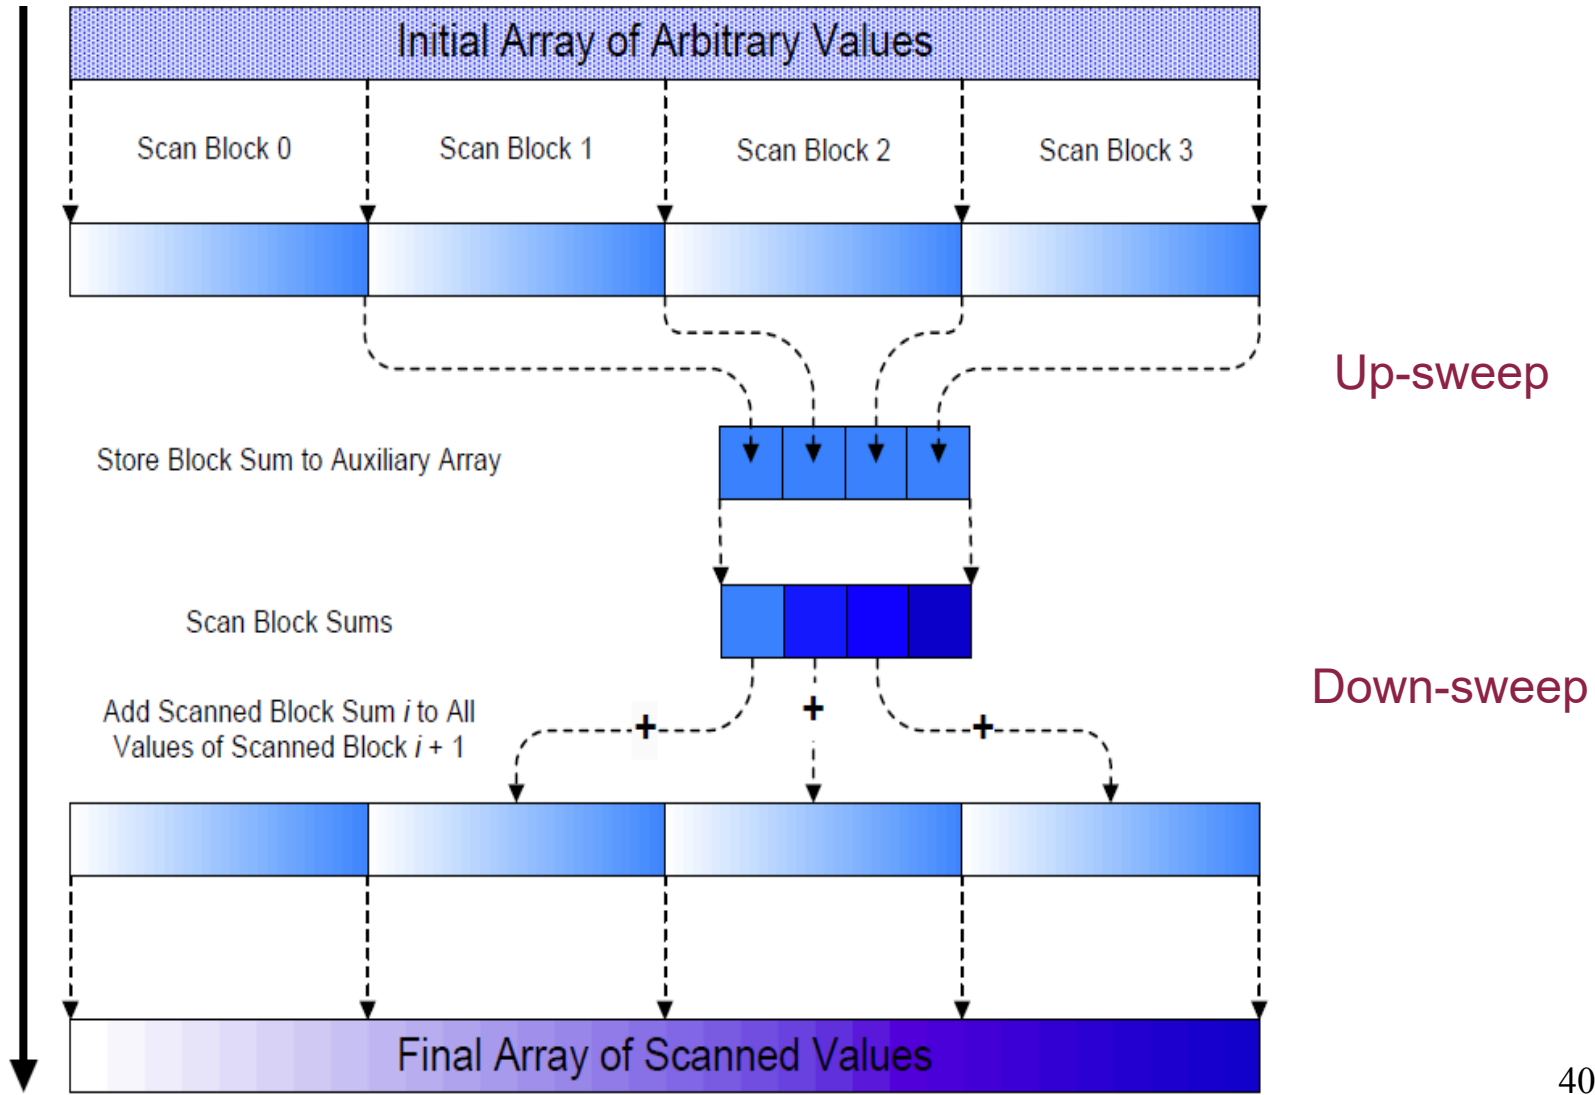 Initial Array of Arbitrary Values
Scan Block 0
Scan Block 1
Scan Block 2
Scan Block 3
Up-sweep
Store Block Sum to Auxiliary Array
Scan Block Sums
Down-sweep
Add Scanned Block Sum i to All
Values of Scanned Block i + 1
+
+
+
Final Array of Scanned Values
40